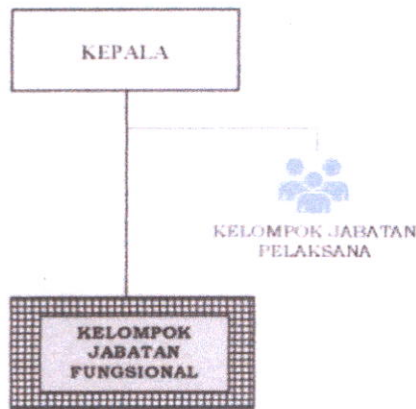 KEPALA
KELOMPOK JABATAN
PELAKSANA
KELOMPOK
JABATAN
FUNGSIONAL